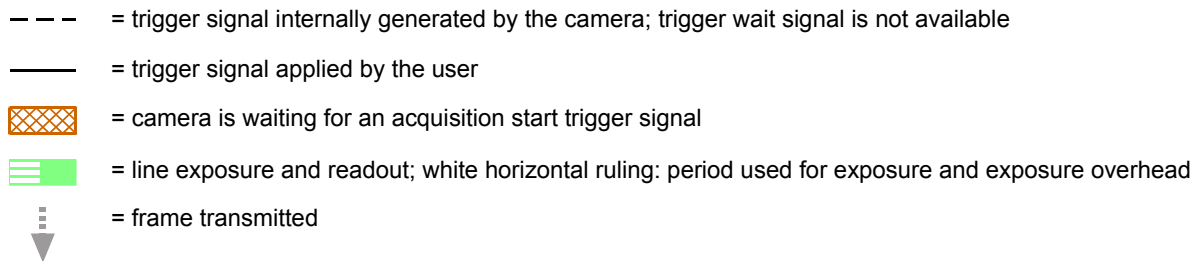 = trigger signal internally generated by the camera; trigger wait signal is not available
= trigger signal applied by the user
= camera is waiting for an acquisition start trigger signal
= line exposure and readout; white horizontal ruling: period used for exposure and exposure overhead
= frame transmitted